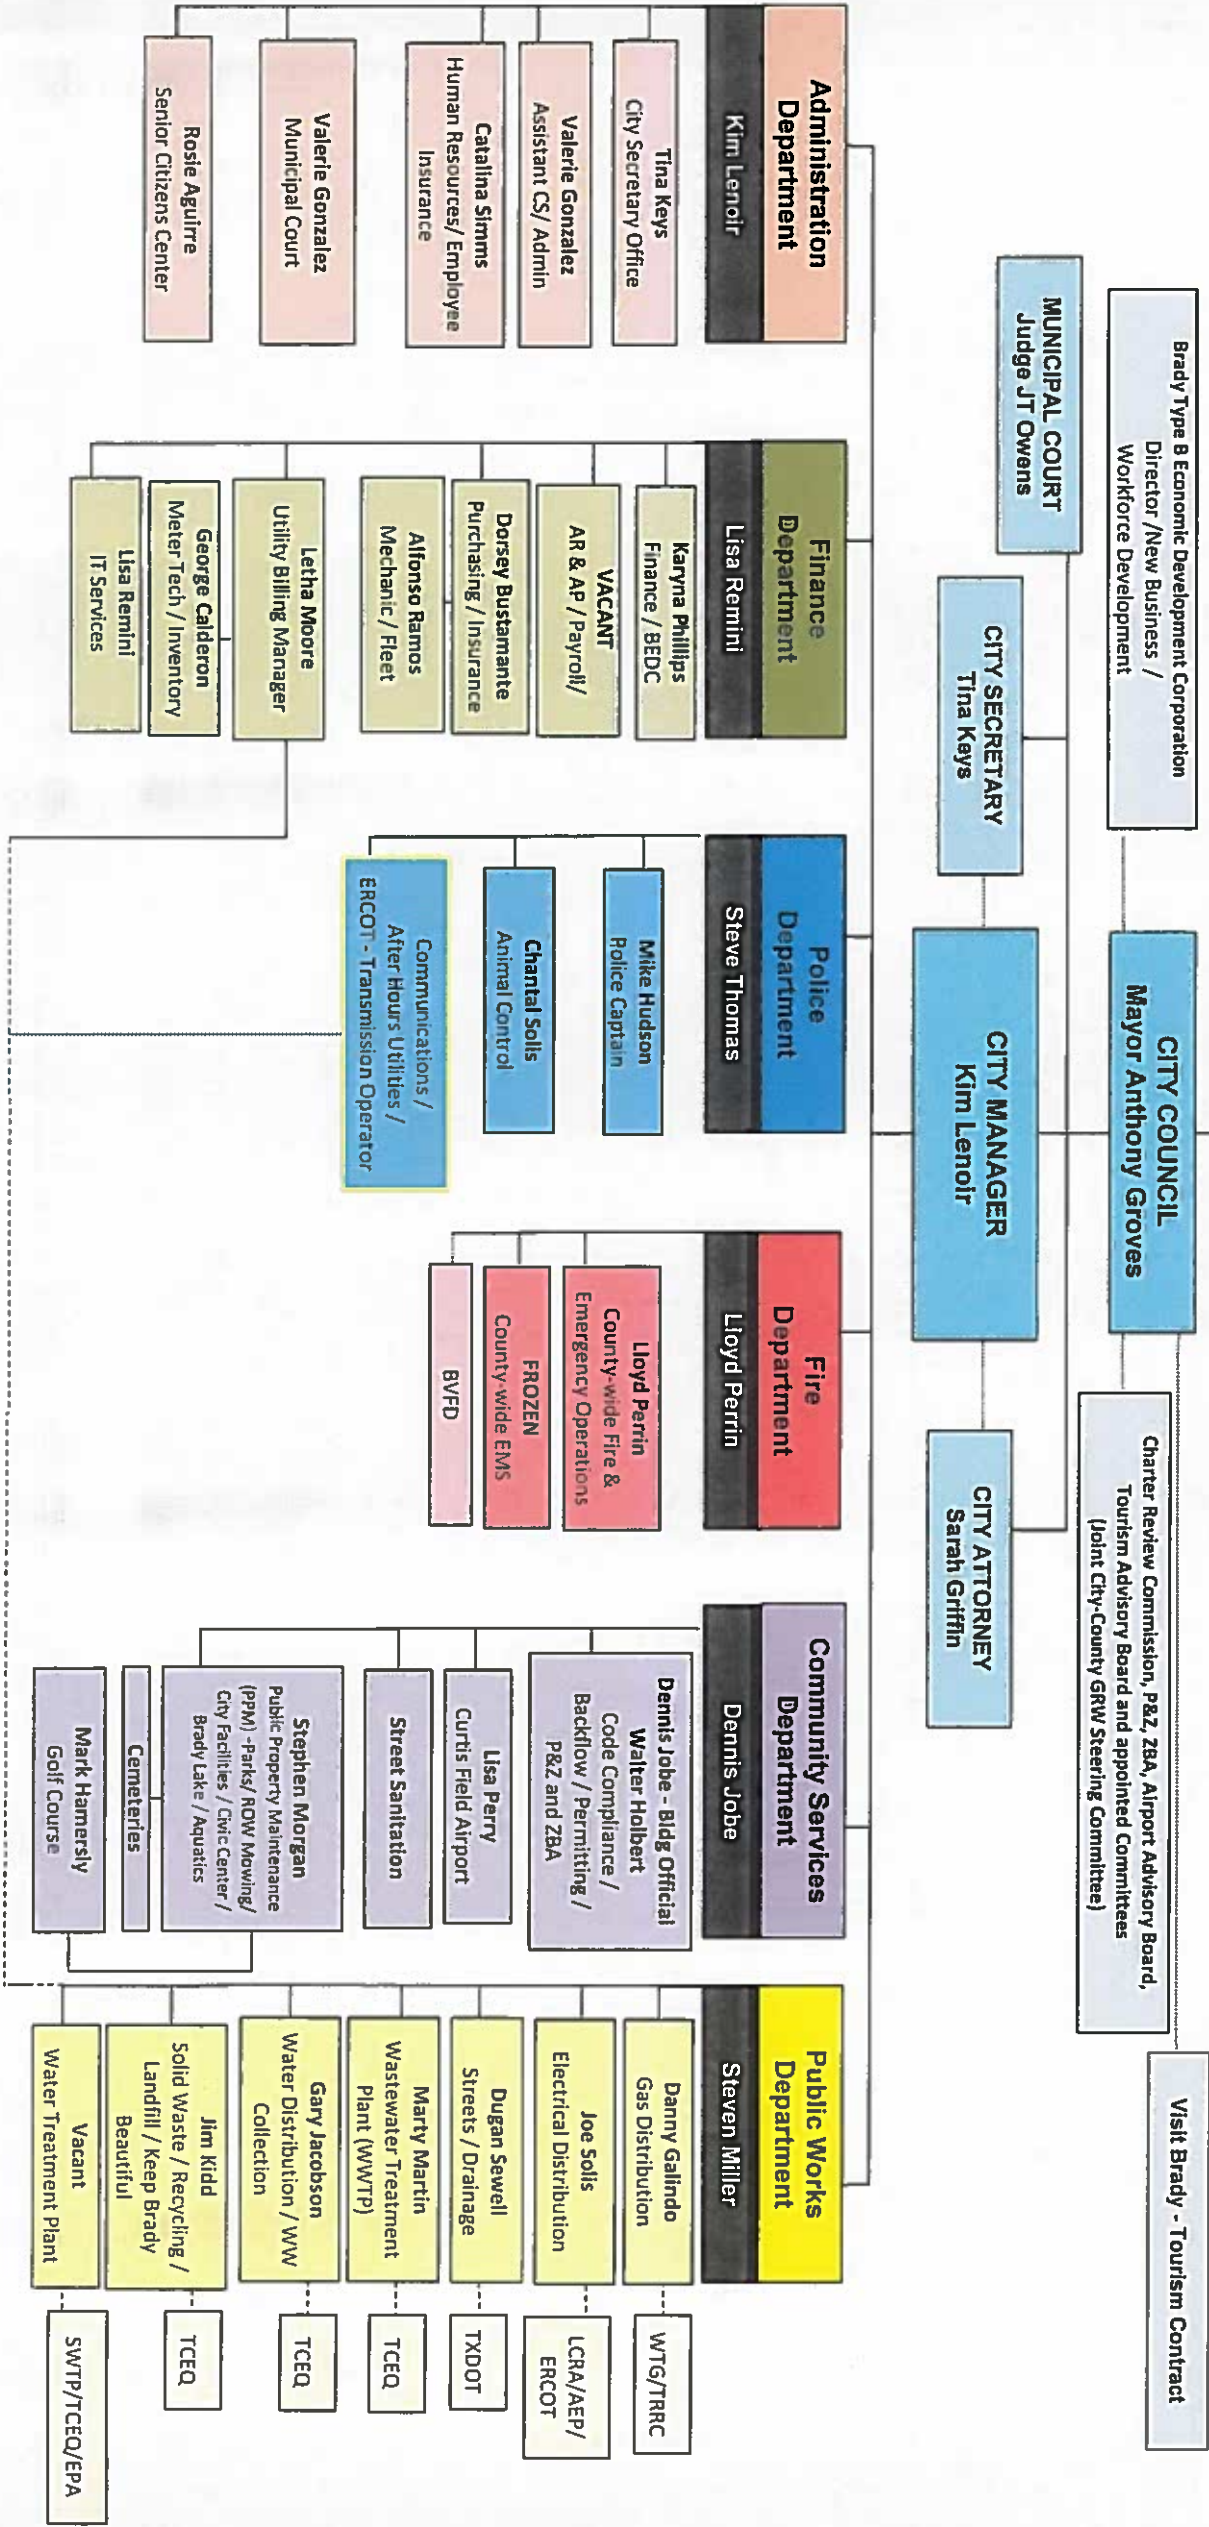 Brady Type B Economic Development Corporation
Director /New Business /
Workforce Development
CITY COUNCIL
Mayor Anthony Groves
Charter Review Commission, P&Z, ZBA, Airport Advisory Board,
Tourism Advisory Board and appointed Committees
(Joint City-County GRW Steering Committee)
Visit Brady - Tourism Contract
MUNICIPAL COURT
Judge JT Owens
CITY SECRETARY
Tina Keys
CITY MANAGER
Kim Lenoir
CITY ATTORNEY
Sarah Griffin
Administration
Department
Kim Lenoir
Tina Keys
City Secretary Office
Valerie Gonzalez
Assistant CS/ Admin
Catalina Simms
Human Resources/ Employee
Insurance
Valerie Gonzalez
Municipal Court
Rosie Aguirre
Senior Citizens Center
Finance
Department
Lisa Remini
Karyna Phillips
Finance / BEDC
VACANT
AR & AP / Payroll/
Dorsey Bustamante
Purchasing / Insurance
Alfonso Ramos
Mechanic / Fleet
Letha Moore
Utility Billing Manager
George Calderon
Meter Tech / Inventory
Lisa Remini
IT Services
Police
Department
Steve Thomas
Mike Hudson
Police Captain
Chantal Solis
Animal Control
Communications /
After Hours Utilities /
ERCOT - Transmission Operator
Fire
Department
Lloyd Perrin
Lloyd Perrin
County-wide Fire &
Emergency Operations
FROZEN
County-wide EMS
BVFD
Community Services
Department
Dennis Jobe
Dennis Jobe - Bldg Official
Walter Holbert
Code Compliance /
Backflow / Permitting /
P&Z and ZBA
Lisa Perry
Curtis Field Airport
Street Sanitation
Stephen Morgan
Public Property Maintenance
(PPM) -Parks/ ROW Mowing/
City Facilities / Civic Center /
Brady Lake / Aquatics
Cemeteries
Mark Hamersly
Golf Course
Public Works
Department
Steven Miller
Danny Galindo
Gas Distribution
WTG/TRRC
Joe Solis
Electrical Distribution
LCRA/AEP/
ERCOT
Dugan Sewell
Streets / Drainage
TXDOT
Marty Martin
Wastewater Treatment
Plant (WWTP)
TCEQ
Gary Jacobson
Water Distribution / WW
Collection
TCEQ
Jim Kidd
Solid Waste / Recycling /
Landfill / Keep Brady
Beautiful
TCEQ
Vacant
Water Treatment Plant
SWTP/TCEQ/EPA